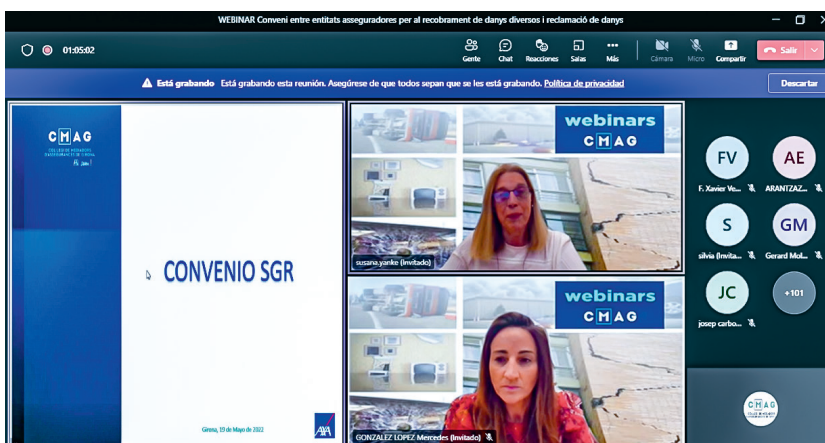 WEBINAR Conveni entre entitats asseguradores per al recobrament de danys diversos i reclamació de danys
01:05:02
Gente
Chat
Reacciones
Salas
Más
Cámara
Micro
Compartir
Salir
Está grabando Está grabando esta reunión. Asegúrese de que todos sepan que se les está grabando. Política de privacidad
Descartar
CMAG
CONVENIO SGR
Girona, 19 de Mayo de 2022
AXA
webinars
CMAG
susana.yanke (Invitado)
webinars
CMAG
GONZALEZ LOPEZ Mercedes (Invitado)
FV
F. Xavier Ve...
AE
ARANTZAZ...
S
silvia (Invita...
GM
Gerard Mol...
JC
josep carbo...
+101
CMAG